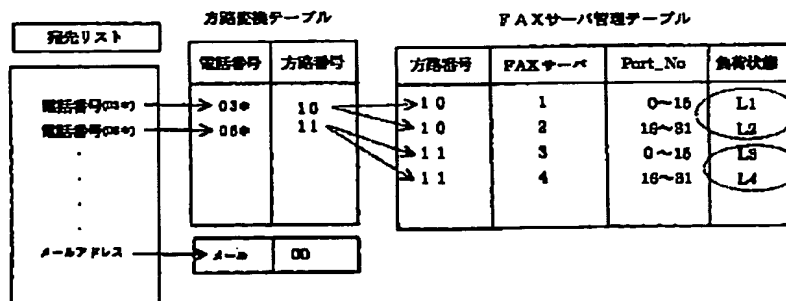 方路変換テーブル
FAXサーバ管理テーブル
宛先リスト
電話番号 方路番号
方路番号 FAXサーバ Port_No 負荷状態
電話番号(03*) 03* 10 10 1 0~15 L1
電話番号(06*) 06* 11 10 2 16~31 L2
11 3 0~15 L3
11 4 16~31 L4
メールアドレス メール 00